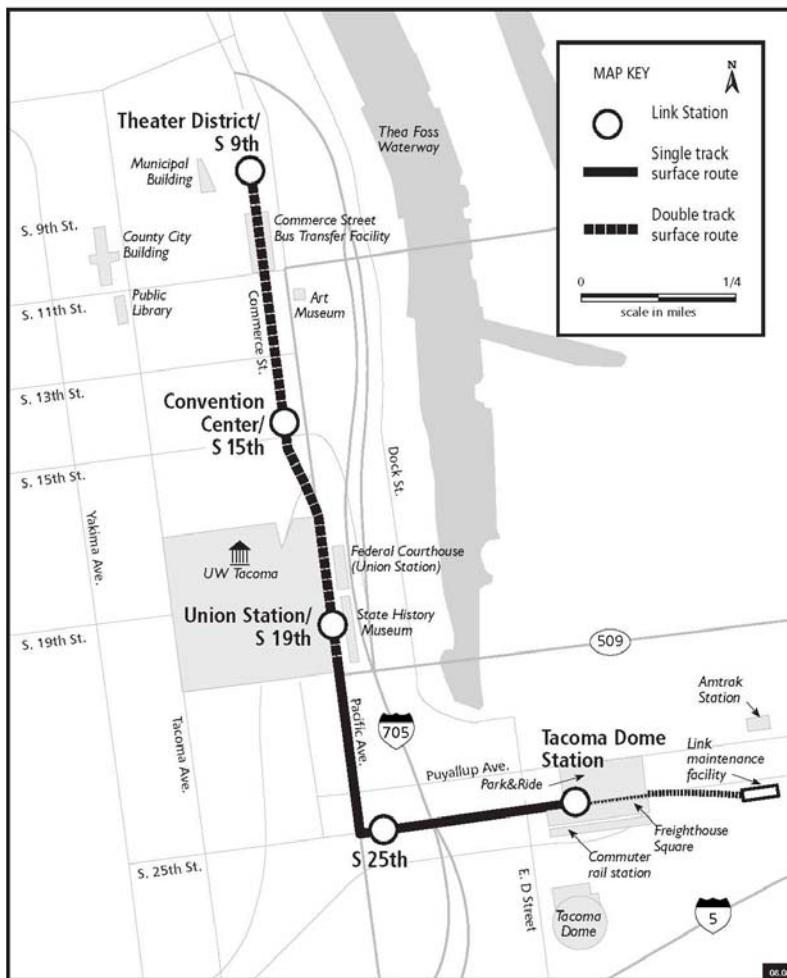 MAP KEY
N
Link Station
Single track
surface route
Double track
surface route
0
1/4
scale in miles
Theater District/
S 9th
Municipal
Building
Thea Foss
Waterway
S. 9th St.
County City
Building
Commerce Street
Bus Transfer Facility
Public
Library
S. 11th St.
Commerce St.
Art
Museum
S. 13th St.
Convention
Center/
S 15th
S. 15th St.
Dock St.
Yakima Ave.
UW Tacoma
Federal Courthouse
(Union Station)
Union Station/
S 19th
State History
Museum
S. 19th St.
509
Amtrak
Station
Tacoma Ave.
Pacific Ave.
705
Tacoma Dome
Station
Link
maintenance
facility
Puyallup Ave.
Park&Ride
S 25th
Freighthouse
Square
S. 25th St.
Commuter
rail station
E. D Street
Tacoma
Dome
5